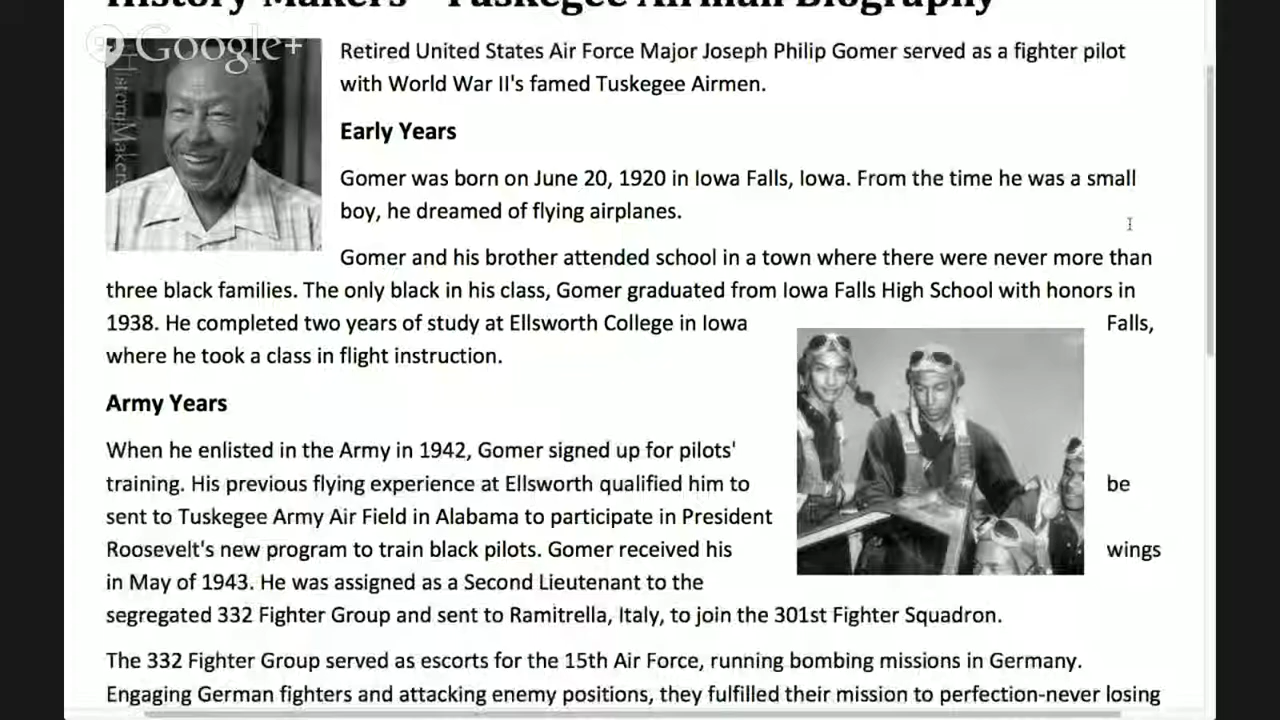 History Makers - Tuskegee Airman Biography
Google+
HistoryMakers
Retired United States Air Force Major Joseph Philip Gomer served as a fighter pilot
with World War II's famed Tuskegee Airmen.
Early Years
Gomer was born on June 20, 1920 in Iowa Falls, Iowa. From the time he was a small
boy, he dreamed of flying airplanes.
Gomer and his brother attended school in a town where there were never more than
three black families. The only black in his class, Gomer graduated from Iowa Falls High School with honors in
1938. He completed two years of study at Ellsworth College in Iowa Falls,
where he took a class in flight instruction.
Army Years
When he enlisted in the Army in 1942, Gomer signed up for pilots'
training. His previous flying experience at Ellsworth qualified him to be
sent to Tuskegee Army Air Field in Alabama to participate in President
Roosevelt's new program to train black pilots. Gomer received his wings
in May of 1943. He was assigned as a Second Lieutenant to the
segregated 332 Fighter Group and sent to Ramitrella, Italy, to join the 301st Fighter Squadron.
The 332 Fighter Group served as escorts for the 15th Air Force, running bombing missions in Germany.
Engaging German fighters and attacking enemy positions, they fulfilled their mission to perfection-never losing